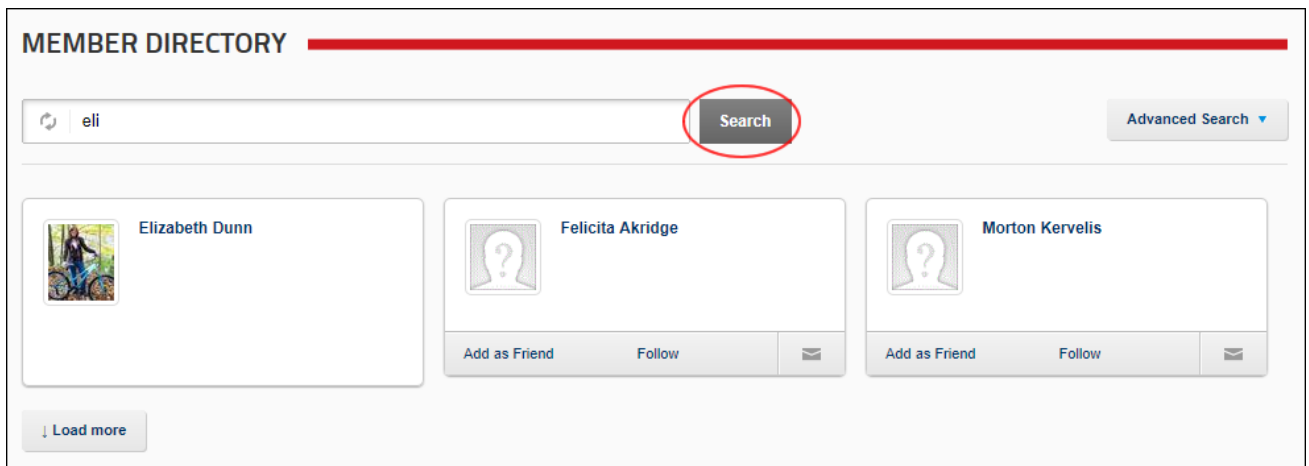 MEMBER DIRECTORY
eli
Search
Advanced Search ▼
Elizabeth Dunn
Felicita Akridge
Morton Kervelis
Add as Friend Follow
Add as Friend Follow
↓ Load more